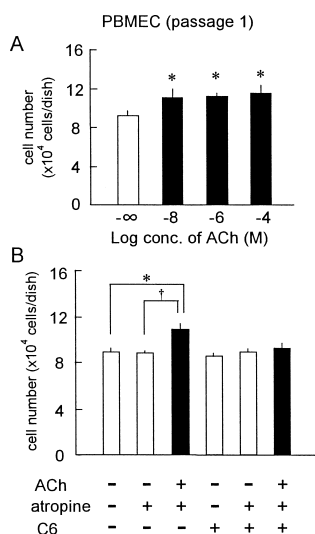 PBMEC (passage 1)
A
cell number
(x10⁴ cells/dish)
16
12
8
4
0
* * *
-∞ -8 -6 -4
Log conc. of ACh (M)
B
cell number (x10⁴ cells/dish)
16
12
8
4
0
*
†
ACh - - + - - +
atropine - + + - + +
C6 - - - + + +